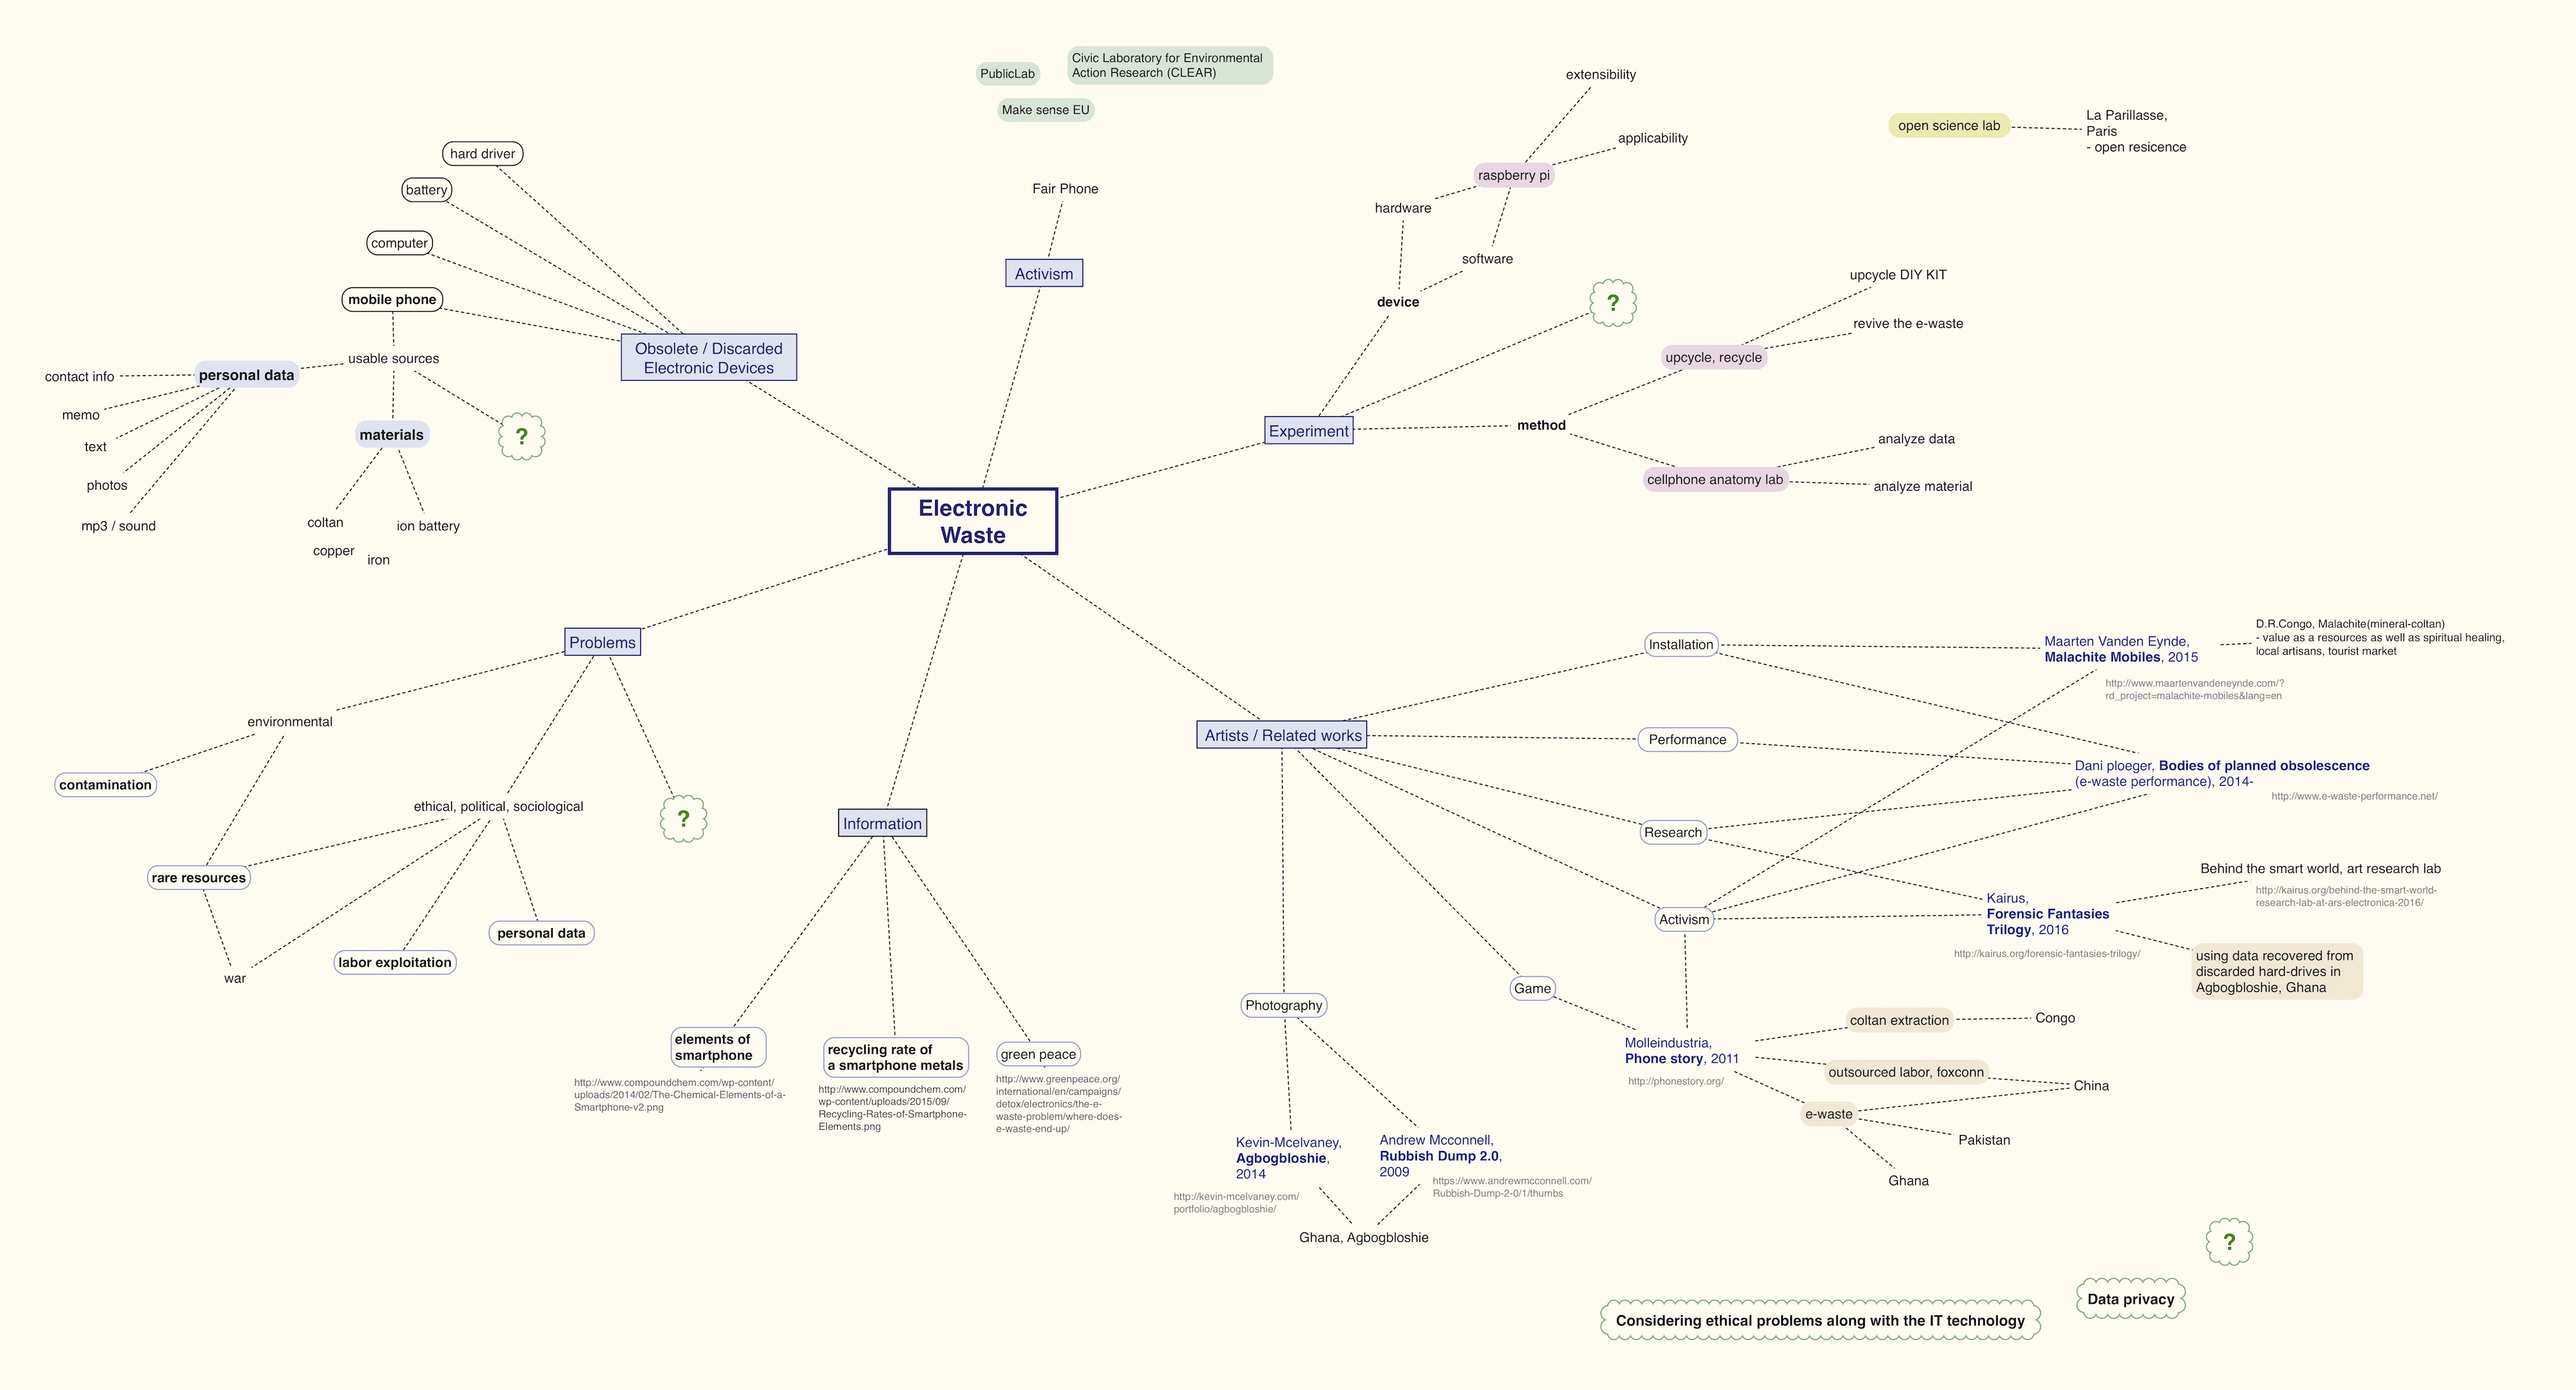 PublicLab
Civic Laboratory for Environmental
Action Research (CLEAR)
Make sense EU
Fair Phone
Activism
hard driver
battery
computer
mobile phone
Obsolete / Discarded
Electronic Devices
usable sources
personal data
contact info
memo
text
photos
mp3 / sound
materials
?
coltan
copper
iron
ion battery
extensibility
applicability
raspberry pi
hardware
software
device
open science lab
La Parillasse,
Paris
- open resicence
?
upcycle DIY KIT
revive the e-waste
upcycle, recycle
Experiment
method
analyze data
cellphone anatomy lab
analyze material
Electronic
Waste
Problems
environmental
contamination
ethical, political, sociological
?
rare resources
personal data
labor exploitation
war
Information
elements of
smartphone
http://www.compoundchem.com/wp-content/
uploads/2014/02/The-Chemical-Elements-of-a-
Smartphone-v2.png
recycling rate of
a smartphone metals
http://www.compoundchem.com/
wp-content/uploads/2015/09/
Recycling-Rates-of-Smartphone-
Elements.png
green peace
http://www.greenpeace.org/
international/en/campaigns/
detox/electronics/the-e-
waste-problem/where-does-
e-waste-end-up/
Artists / Related works
Installation
Maarten Vanden Eynde,
Malachite Mobiles, 2015
http://www.maartenvandeneynde.com/?
rd_project=malachite-mobiles&lang=en
D.R.Congo, Malachite(mineral-coltan)
- value as a resources as well as spiritual healing,
local artisans, tourist market
Performance
Dani ploeger, Bodies of planned obsolescence
(e-waste performance), 2014-
http://www.e-waste-performance.net/
Research
Behind the smart world, art research lab
http://kairus.org/behind-the-smart-world-
research-lab-at-ars-electronica-2016/
Activism
Kairus,
Forensic Fantasies
Trilogy, 2016
http://kairus.org/forensic-fantasies-trilogy/
using data recovered from
discarded hard-drives in
Agbogbloshie, Ghana
Photography
Game
Molleindustria,
Phone story, 2011
http://phonestory.org/
coltan extraction
Congo
outsourced labor, foxconn
China
e-waste
Pakistan
Ghana
Kevin-Mcelvaney,
Agbogbloshie,
2014
http://kevin-mcelvaney.com/
portfolio/agbogbloshie/
Andrew Mcconnell,
Rubbish Dump 2.0,
2009
https://www.andrewmcconnell.com/
Rubbish-Dump-2-0/1/thumbs
Ghana, Agbogbloshie
?
Data privacy
Considering ethical problems along with the IT technology